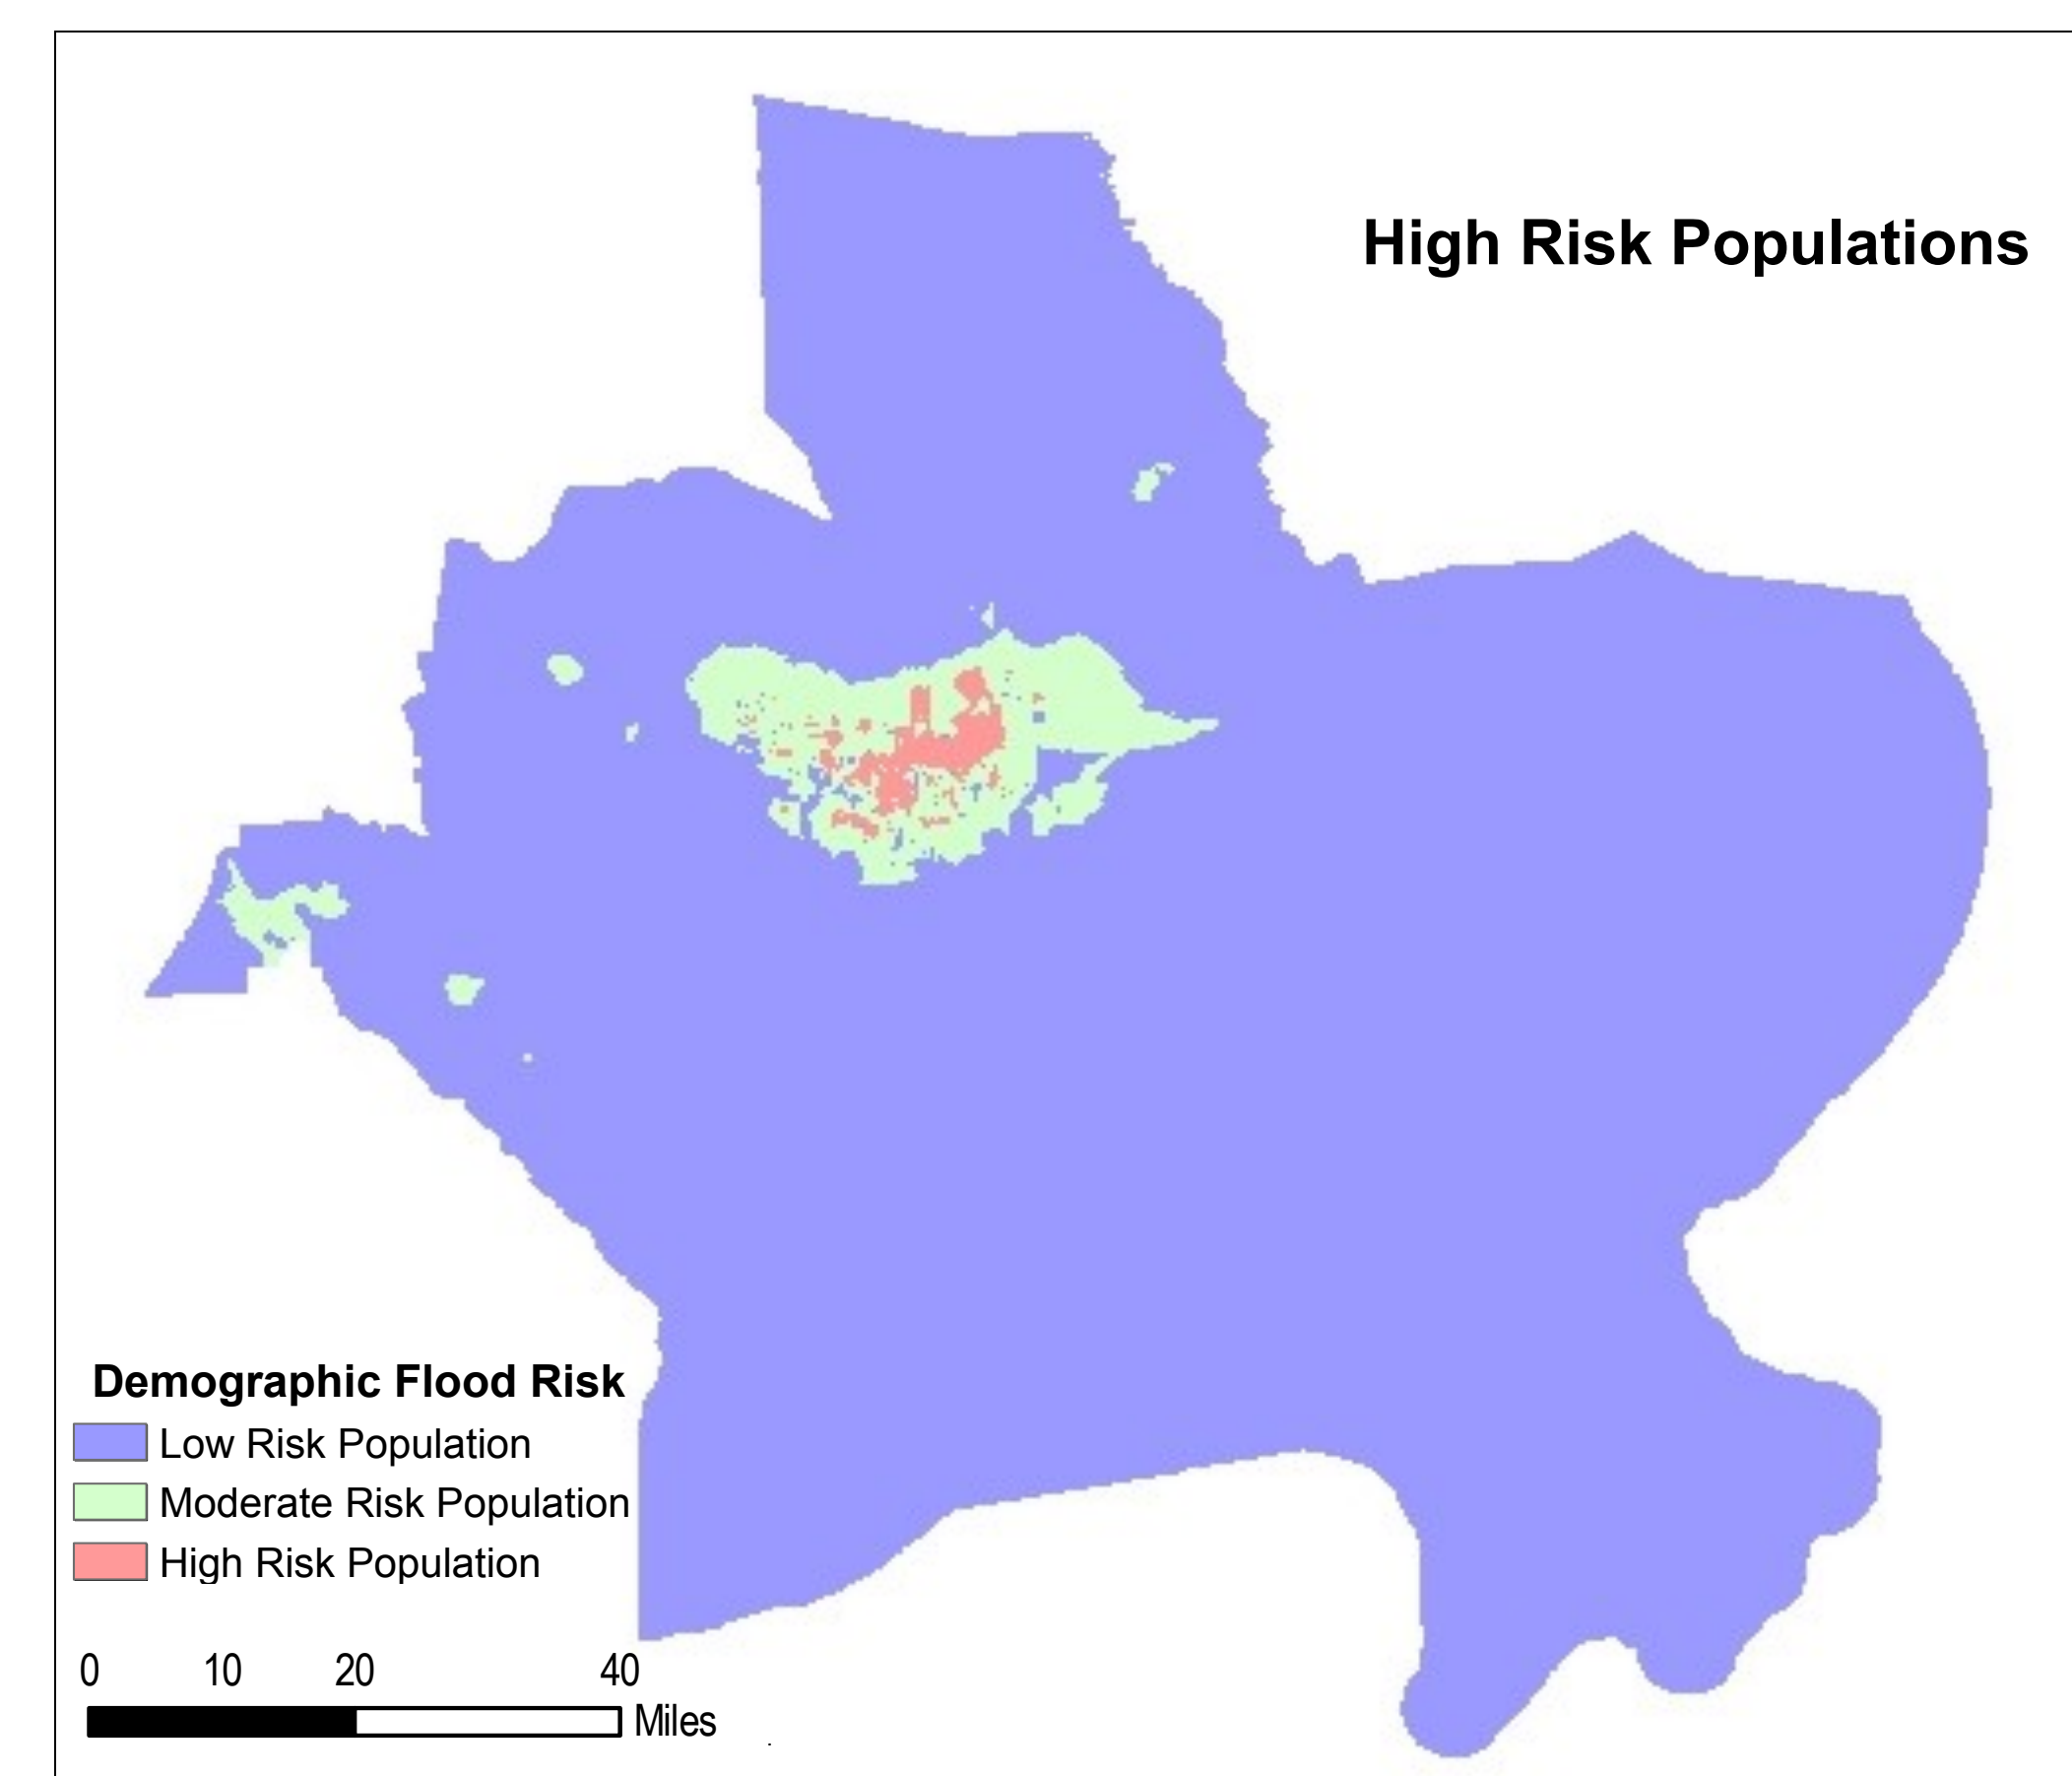 High Risk Populations
Demographic Flood Risk
Low Risk Population
Moderate Risk Population
High Risk Population
0 10 20 40
Miles